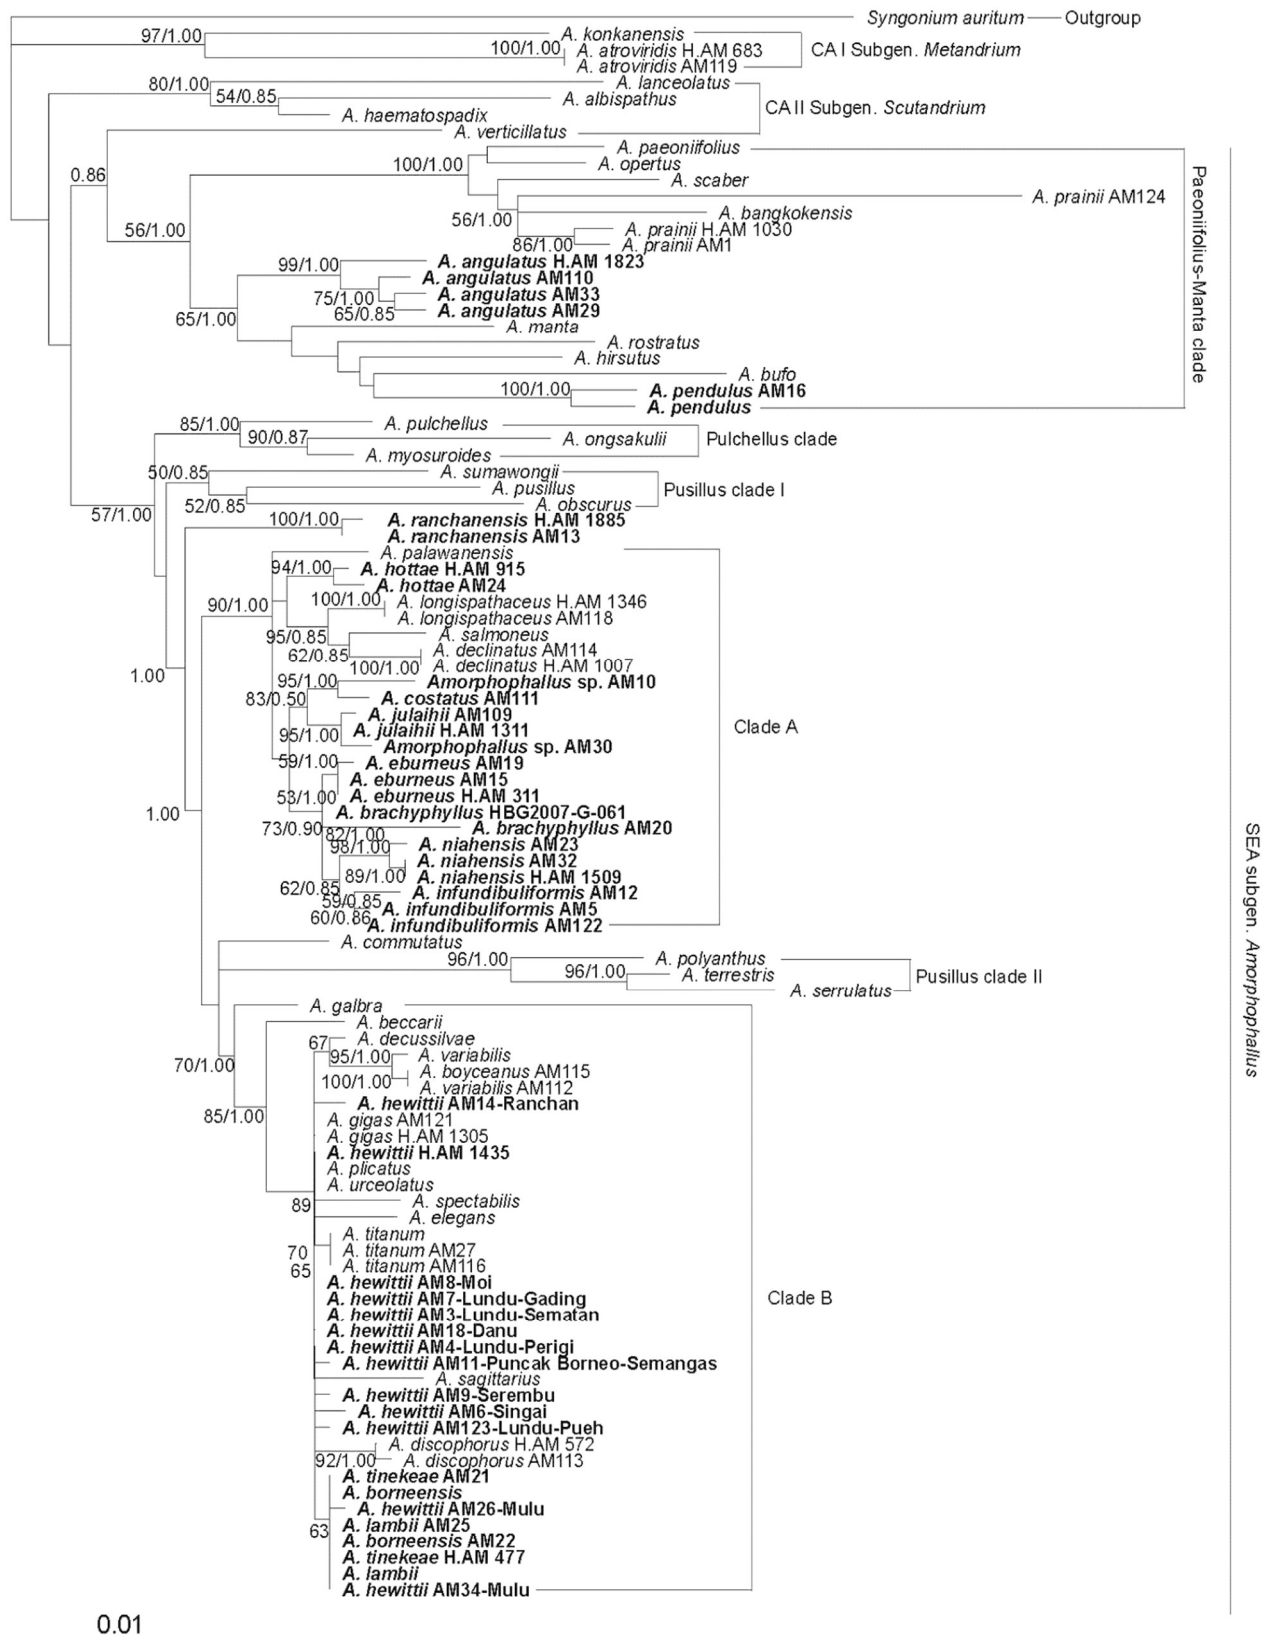 Syngonium auritum Outgroup
97/1.00 A. konkanensis
100/1.00 A. atroviridis H.AM 683 CA I Subgen. Metandrium
A. atroviridis AM119
80/1.00 A. lanceolatus
54/0.85 A. albispathus CA II Subgen. Scutandrium
A. haematospadix
A. verticillatus
A. paeoniifolius
100/1.00 A. opertus
0.86 A. scaber
A. prainii AM124
56/1.00 A. bangkokensis
56/1.00 A. prainii H.AM 1030
86/1.00 A. prainii AM1
Paeoniifolius-Manta clade
99/1.00 A. angulatus H.AM 1823
A. angulatus AM110
75/1.00 A. angulatus AM33
65/0.85 A. angulatus AM29
65/1.00 A. manta
A. rostratus
A. hirsutus
A. bufo
100/1.00 A. pendulus AM16
A. pendulus
85/1.00 A. pulchellus
90/0.87 A. ongsakulii Pulchellus clade
A. myosuroides
50/0.85 A. sumawongii
A. pusillus Pusillus clade I
52/0.85 A. obscurus
57/1.00
100/1.00 A. ranchanensis H.AM 1885
A. ranchanensis AM13
A. palawanensis
94/1.00 A. hottae H.AM 915
A. hottae AM24
90/1.00 100/1.00 A. longispathaceus H.AM 1346
A. longispathaceus AM118
95/0.85 A. salmoneus
62/0.85 A. declinatus AM114
100/1.00 A. declinatus H.AM 1007
1.00
95/1.00 Amorphophallus sp. AM10
83/0.50 A. costatus AM111
A. julaihii AM109
95/1.00 A. julaihii H.AM 1311 Clade A
Amorphophallus sp. AM30
59/1.00 A. eburneus AM19
A. eburneus AM15
53/1.00 A. eburneus H.AM 311
1.00 A. brachyphyllus HBG2007-G-061
73/0.90 A. brachyphyllus AM20
82/1.00
98/1.00 A. niahensis AM23
A. niahensis AM32
89/1.00 A. niahensis H.AM 1509
62/0.85 A. infundibuliformis AM12
59/0.85 A. infundibuliformis AM5
60/0.86 A. infundibuliformis AM122
A. commutatus
96/1.00 A. polyanthus
96/1.00 A. terrestris Pusillus clade II
A. serrulatus
SEA subgen. Amorphophallus
A. galbra
A. beccarii
67 A. decussilvae
95/1.00 A. variabilis
70/1.00 A. boyceanus AM115
100/1.00 A. variabilis AM112
85/1.00 A. hewittii AM14-Ranchan
A. gigas AM121
A. gigas H.AM 1305
A. hewittii H.AM 1435
A. plicatus
A. urceolatus
89 A. spectabilis
A. elegans
A. titanum
70 A. titanum AM27
65 A. titanum AM116
A. hewittii AM8-Moi
A. hewittii AM7-Lundu-Gading Clade B
A. hewittii AM3-Lundu-Sematan
A. hewittii AM18-Danu
A. hewittii AM4-Lundu-Perigi
A. hewittii AM11-Puncak Borneo-Semangas
A. sagittarius
A. hewittii AM9-Serembu
A. hewittii AM6-Singai
A. hewittii AM123-Lundu-Pueh
A. discophorus H.AM 572
92/1.00 A. discophorus AM113
A. tinekeae AM21
A. borneensis
A. hewittii AM26-Mulu
63 A. lambii AM25
A. borneensis AM22
A. tinekeae H.AM 477
A. lambii
A. hewittii AM34-Mulu
0.01